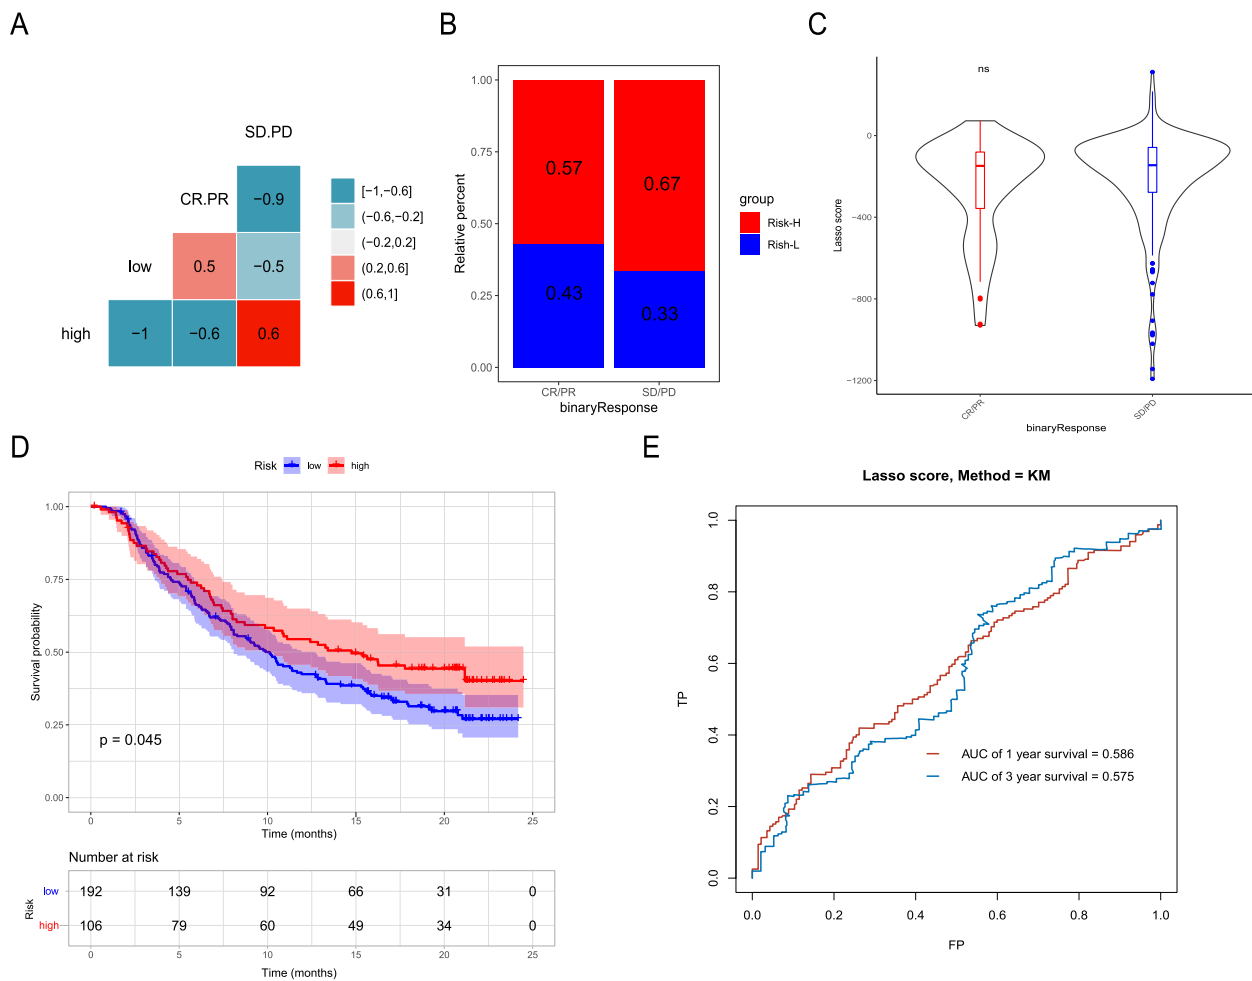 A
SD.PD
CR.PR −0.9
low 0.5 −0.5
high −1 −0.6 0.6
[−1,−0.6]
(−0.6,−0.2]
(−0.2,0.2]
(0.2,0.6]
(0.6,1]
B
Relative percent
1.00
0.75
0.50
0.25
0.00
0.57
0.67
0.43
0.33
CR/PR SD/PD
binaryResponse
group
Risk-H
Rish-L
C
Lasso score
ns
0
−400
−800
−1200
CR/PR SD/PD
binaryResponse
D
Risk low high
Survival probability
1.00
0.75
0.50
0.25
0.00
p = 0.045
0 5 10 15 20 25
Time (months)
Number at risk
Risk
low 192 139 92 66 31 0
high 106 79 60 49 34 0
0 5 10 15 20 25
Time (months)
E
Lasso score, Method = KM
TP
1.0
0.8
0.6
0.4
0.2
0.0
AUC of 1 year survival = 0.586
AUC of 3 year survival = 0.575
0.0 0.2 0.4 0.6 0.8 1.0
FP